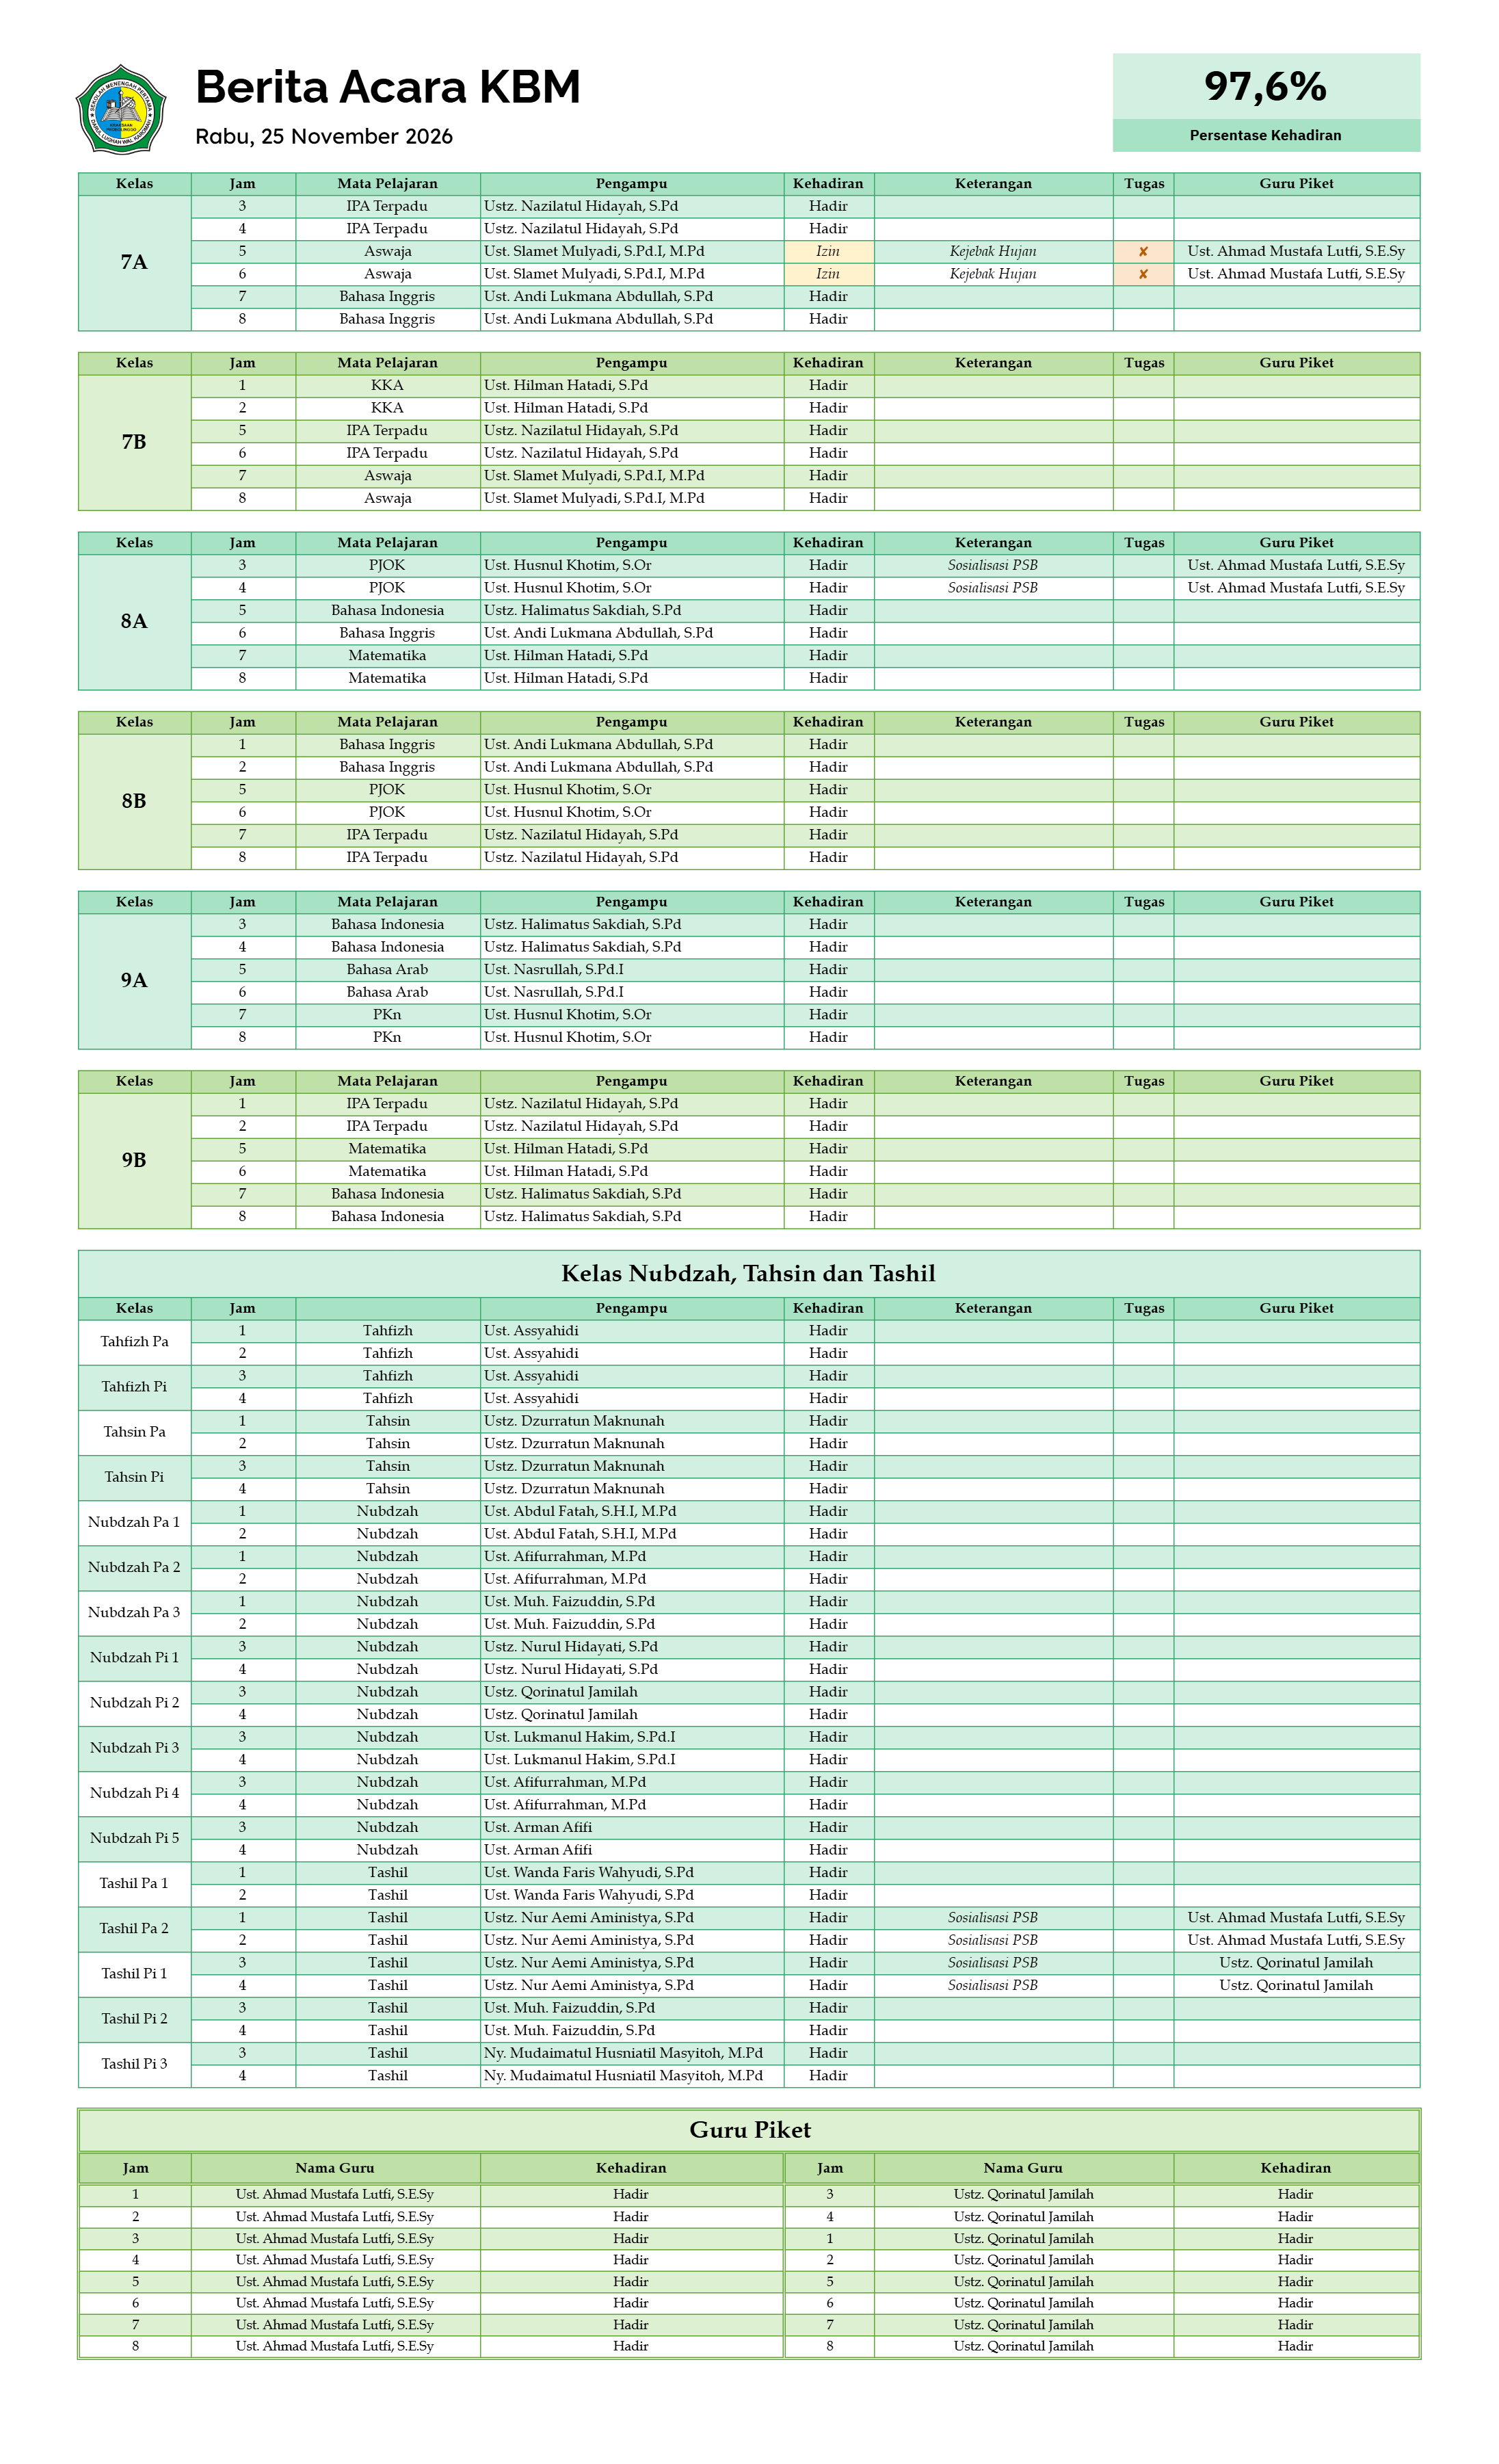 SEKOLAH MENENGAH PERTAMA
DARUL LUGHAH WAL KAROMAH
KRAKSAAN
PROBOLINGGO
Berita Acara KBM
Rabu, 25 November 2026
97,6%
Persentase Kehadiran
Kelas Jam Mata Pelajaran Pengampu Kehadiran Keterangan Tugas Guru Piket
7A
3 IPA Terpadu Ustz. Nazilatul Hidayah, S.Pd Hadir
4 IPA Terpadu Ustz. Nazilatul Hidayah, S.Pd Hadir
5 Aswaja Ust. Slamet Mulyadi, S.Pd.I, M.Pd Izin Kejebak Hujan ✘ Ust. Ahmad Mustafa Lutfi, S.E.Sy
6 Aswaja Ust. Slamet Mulyadi, S.Pd.I, M.Pd Izin Kejebak Hujan ✘ Ust. Ahmad Mustafa Lutfi, S.E.Sy
7 Bahasa Inggris Ust. Andi Lukmana Abdullah, S.Pd Hadir
8 Bahasa Inggris Ust. Andi Lukmana Abdullah, S.Pd Hadir
Kelas Jam Mata Pelajaran Pengampu Kehadiran Keterangan Tugas Guru Piket
7B
1 KKA Ust. Hilman Hatadi, S.Pd Hadir
2 KKA Ust. Hilman Hatadi, S.Pd Hadir
5 IPA Terpadu Ustz. Nazilatul Hidayah, S.Pd Hadir
6 IPA Terpadu Ustz. Nazilatul Hidayah, S.Pd Hadir
7 Aswaja Ust. Slamet Mulyadi, S.Pd.I, M.Pd Hadir
8 Aswaja Ust. Slamet Mulyadi, S.Pd.I, M.Pd Hadir
Kelas Jam Mata Pelajaran Pengampu Kehadiran Keterangan Tugas Guru Piket
8A
3 PJOK Ust. Husnul Khotim, S.Or Hadir Sosialisasi PSB Ust. Ahmad Mustafa Lutfi, S.E.Sy
4 PJOK Ust. Husnul Khotim, S.Or Hadir Sosialisasi PSB Ust. Ahmad Mustafa Lutfi, S.E.Sy
5 Bahasa Indonesia Ustz. Halimatus Sakdiah, S.Pd Hadir
6 Bahasa Inggris Ust. Andi Lukmana Abdullah, S.Pd Hadir
7 Matematika Ust. Hilman Hatadi, S.Pd Hadir
8 Matematika Ust. Hilman Hatadi, S.Pd Hadir
Kelas Jam Mata Pelajaran Pengampu Kehadiran Keterangan Tugas Guru Piket
8B
1 Bahasa Inggris Ust. Andi Lukmana Abdullah, S.Pd Hadir
2 Bahasa Inggris Ust. Andi Lukmana Abdullah, S.Pd Hadir
5 PJOK Ust. Husnul Khotim, S.Or Hadir
6 PJOK Ust. Husnul Khotim, S.Or Hadir
7 IPA Terpadu Ustz. Nazilatul Hidayah, S.Pd Hadir
8 IPA Terpadu Ustz. Nazilatul Hidayah, S.Pd Hadir
Kelas Jam Mata Pelajaran Pengampu Kehadiran Keterangan Tugas Guru Piket
9A
3 Bahasa Indonesia Ustz. Halimatus Sakdiah, S.Pd Hadir
4 Bahasa Indonesia Ustz. Halimatus Sakdiah, S.Pd Hadir
5 Bahasa Arab Ust. Nasrullah, S.Pd.I Hadir
6 Bahasa Arab Ust. Nasrullah, S.Pd.I Hadir
7 PKn Ust. Husnul Khotim, S.Or Hadir
8 PKn Ust. Husnul Khotim, S.Or Hadir
Kelas Jam Mata Pelajaran Pengampu Kehadiran Keterangan Tugas Guru Piket
9B
1 IPA Terpadu Ustz. Nazilatul Hidayah, S.Pd Hadir
2 IPA Terpadu Ustz. Nazilatul Hidayah, S.Pd Hadir
5 Matematika Ust. Hilman Hatadi, S.Pd Hadir
6 Matematika Ust. Hilman Hatadi, S.Pd Hadir
7 Bahasa Indonesia Ustz. Halimatus Sakdiah, S.Pd Hadir
8 Bahasa Indonesia Ustz. Halimatus Sakdiah, S.Pd Hadir
Kelas Nubdzah, Tahsin dan Tashil
Kelas Jam Pengampu Kehadiran Keterangan Tugas Guru Piket
Tahfizh Pa
1 Tahfizh Ust. Assyahidi Hadir
2 Tahfizh Ust. Assyahidi Hadir
Tahfizh Pi
3 Tahfizh Ust. Assyahidi Hadir
4 Tahfizh Ust. Assyahidi Hadir
Tahsin Pa
1 Tahsin Ustz. Dzurratun Maknunah Hadir
2 Tahsin Ustz. Dzurratun Maknunah Hadir
Tahsin Pi
3 Tahsin Ustz. Dzurratun Maknunah Hadir
4 Tahsin Ustz. Dzurratun Maknunah Hadir
Nubdzah Pa 1
1 Nubdzah Ust. Abdul Fatah, S.H.I, M.Pd Hadir
2 Nubdzah Ust. Abdul Fatah, S.H.I, M.Pd Hadir
Nubdzah Pa 2
1 Nubdzah Ust. Afifurrahman, M.Pd Hadir
2 Nubdzah Ust. Afifurrahman, M.Pd Hadir
Nubdzah Pa 3
1 Nubdzah Ust. Muh. Faizuddin, S.Pd Hadir
2 Nubdzah Ust. Muh. Faizuddin, S.Pd Hadir
Nubdzah Pi 1
3 Nubdzah Ustz. Nurul Hidayati, S.Pd Hadir
4 Nubdzah Ustz. Nurul Hidayati, S.Pd Hadir
Nubdzah Pi 2
3 Nubdzah Ustz. Qorinatul Jamilah Hadir
4 Nubdzah Ustz. Qorinatul Jamilah Hadir
Nubdzah Pi 3
3 Nubdzah Ust. Lukmanul Hakim, S.Pd.I Hadir
4 Nubdzah Ust. Lukmanul Hakim, S.Pd.I Hadir
Nubdzah Pi 4
3 Nubdzah Ust. Afifurrahman, M.Pd Hadir
4 Nubdzah Ust. Afifurrahman, M.Pd Hadir
Nubdzah Pi 5
3 Nubdzah Ust. Arman Afifi Hadir
4 Nubdzah Ust. Arman Afifi Hadir
Tashil Pa 1
1 Tashil Ust. Wanda Faris Wahyudi, S.Pd Hadir
2 Tashil Ust. Wanda Faris Wahyudi, S.Pd Hadir
Tashil Pa 2
1 Tashil Ustz. Nur Aemi Aministya, S.Pd Hadir Sosialisasi PSB Ust. Ahmad Mustafa Lutfi, S.E.Sy
2 Tashil Ustz. Nur Aemi Aministya, S.Pd Hadir Sosialisasi PSB Ust. Ahmad Mustafa Lutfi, S.E.Sy
Tashil Pi 1
3 Tashil Ustz. Nur Aemi Aministya, S.Pd Hadir Sosialisasi PSB Ustz. Qorinatul Jamilah
4 Tashil Ustz. Nur Aemi Aministya, S.Pd Hadir Sosialisasi PSB Ustz. Qorinatul Jamilah
Tashil Pi 2
3 Tashil Ust. Muh. Faizuddin, S.Pd Hadir
4 Tashil Ust. Muh. Faizuddin, S.Pd Hadir
Tashil Pi 3
3 Tashil Ny. Mudaimatul Husniatil Masyitoh, M.Pd Hadir
4 Tashil Ny. Mudaimatul Husniatil Masyitoh, M.Pd Hadir
Guru Piket
Jam Nama Guru Kehadiran Jam Nama Guru Kehadiran
1 Ust. Ahmad Mustafa Lutfi, S.E.Sy Hadir 3 Ustz. Qorinatul Jamilah Hadir
2 Ust. Ahmad Mustafa Lutfi, S.E.Sy Hadir 4 Ustz. Qorinatul Jamilah Hadir
3 Ust. Ahmad Mustafa Lutfi, S.E.Sy Hadir 1 Ustz. Qorinatul Jamilah Hadir
4 Ust. Ahmad Mustafa Lutfi, S.E.Sy Hadir 2 Ustz. Qorinatul Jamilah Hadir
5 Ust. Ahmad Mustafa Lutfi, S.E.Sy Hadir 5 Ustz. Qorinatul Jamilah Hadir
6 Ust. Ahmad Mustafa Lutfi, S.E.Sy Hadir 6 Ustz. Qorinatul Jamilah Hadir
7 Ust. Ahmad Mustafa Lutfi, S.E.Sy Hadir 7 Ustz. Qorinatul Jamilah Hadir
8 Ust. Ahmad Mustafa Lutfi, S.E.Sy Hadir 8 Ustz. Qorinatul Jamilah Hadir